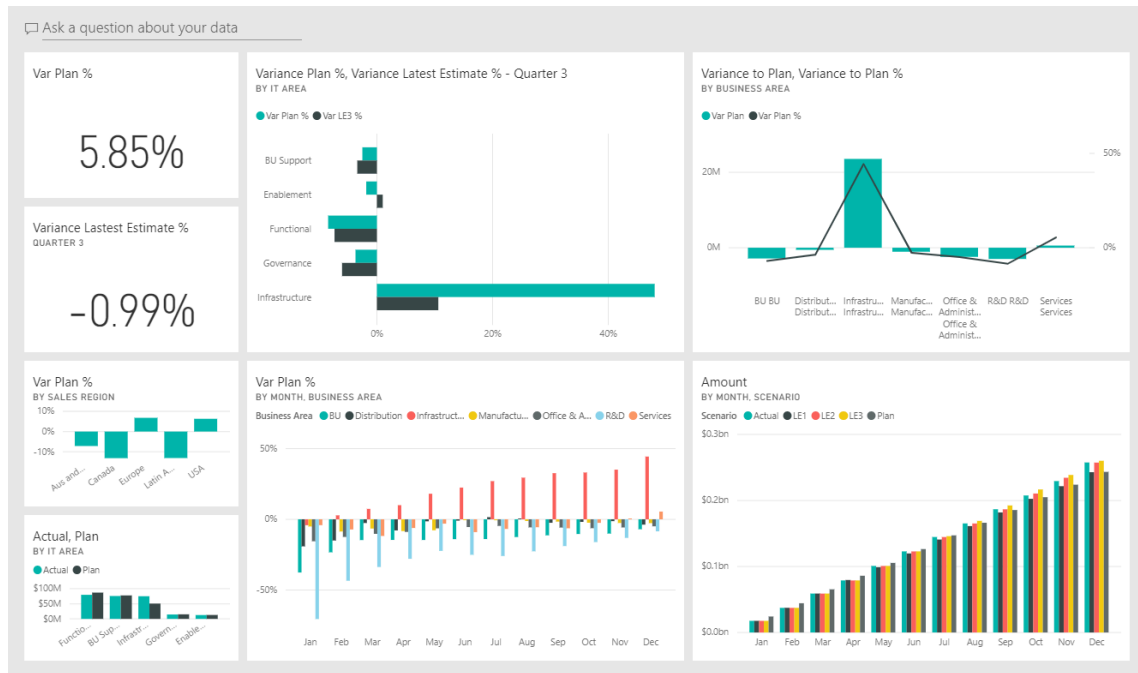 Ask a question about your data
Var Plan %
5.85%
Variance Lastest Estimate %
QUARTER 3
-0.99%
Variance Plan %, Variance Latest Estimate % - Quarter 3
BY IT AREA
Var Plan % Var LE3 %
BU Support
Enablement
Functional
Governance
Infrastructure
0% 20% 40%
Variance to Plan, Variance to Plan %
BY BUSINESS AREA
Var Plan Var Plan %
50%
20M
0M 0%
BU BU Distribut... Infrastru... Manufac... Office & R&D R&D Services
Distribut... Infrastru... Manufac... Administ... Services
Office &
Administ...
Var Plan %
BY SALES REGION
10%
0%
-10%
Aus and... Canada Europe Latin A... USA
Actual, Plan
BY IT AREA
Actual Plan
$100M
$50M
$0M
Functio... BU Sup... Infrastr... Govern... Enable...
Var Plan %
BY MONTH, BUSINESS AREA
Business Area BU Distribution Infrastruct... Manufactu... Office & A... R&D Services
50%
0%
-50%
Jan Feb Mar Apr May Jun Jul Aug Sep Oct Nov Dec
Amount
BY MONTH, SCENARIO
Scenario Actual LE1 LE2 LE3 Plan
$0.3bn
$0.2bn
$0.1bn
$0.0bn
Jan Feb Mar Apr May Jun Jul Aug Sep Oct Nov Dec